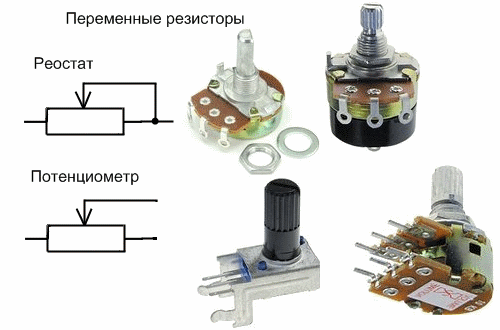 Переменные резисторы
Реостат
Потенциометр